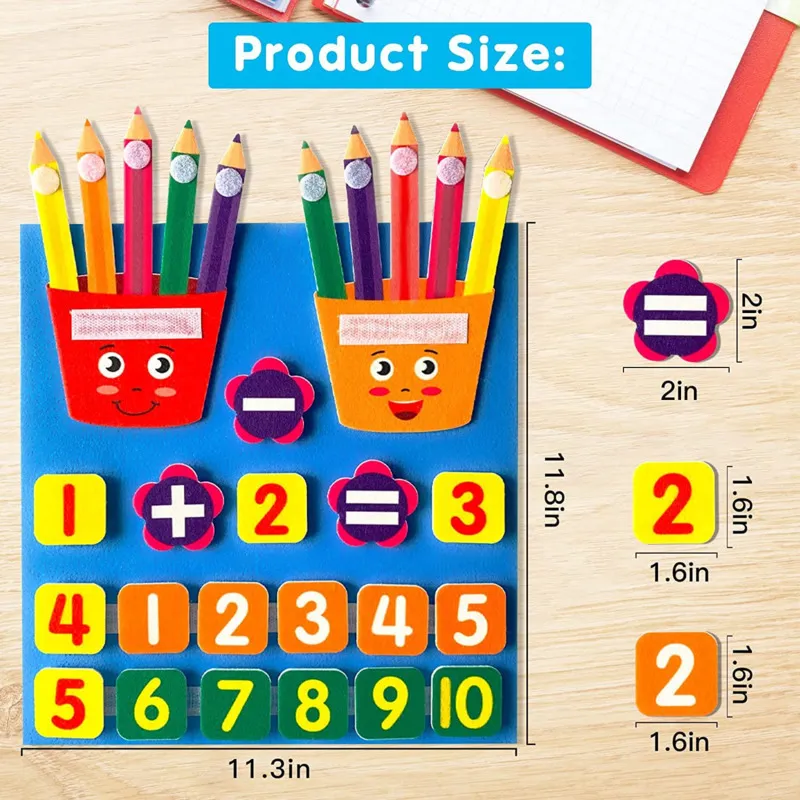 Product Size:
=
2in
2in
−
11.8in
1 + 2 = 3
2
1.6in
1.6in
4 1 2 3 4 5
5 6 7 8 9 10
2
1.6in
1.6in
11.3in